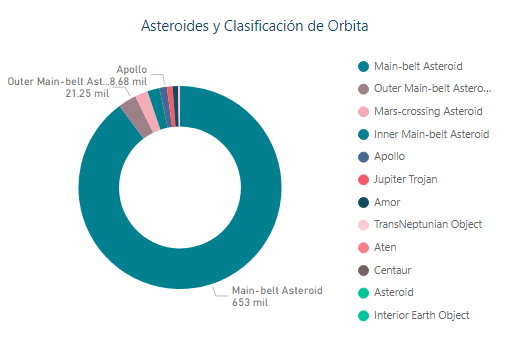 Asteroides y Clasificación de Orbita
Apollo
8,68 mil
Outer Main-belt Ast...
21,25 mil
Main-belt Asteroid
653 mil
Main-belt Asteroid
Outer Main-belt Astero...
Mars-crossing Asteroid
Inner Main-belt Asteroid
Apollo
Jupiter Trojan
Amor
TransNeptunian Object
Aten
Centaur
Asteroid
Interior Earth Object